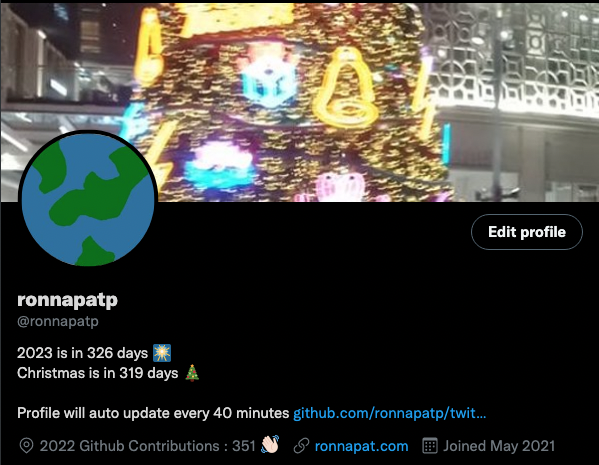 Edit profile
ronnapatp
@ronnapatp
2023 is in 326 days 🎆
Christmas is in 319 days 🎄
Profile will auto update every 40 minutes github.com/ronnapatp/twit…
2022 Github Contributions : 351 👋🏻 ronnapat.com Joined May 2021